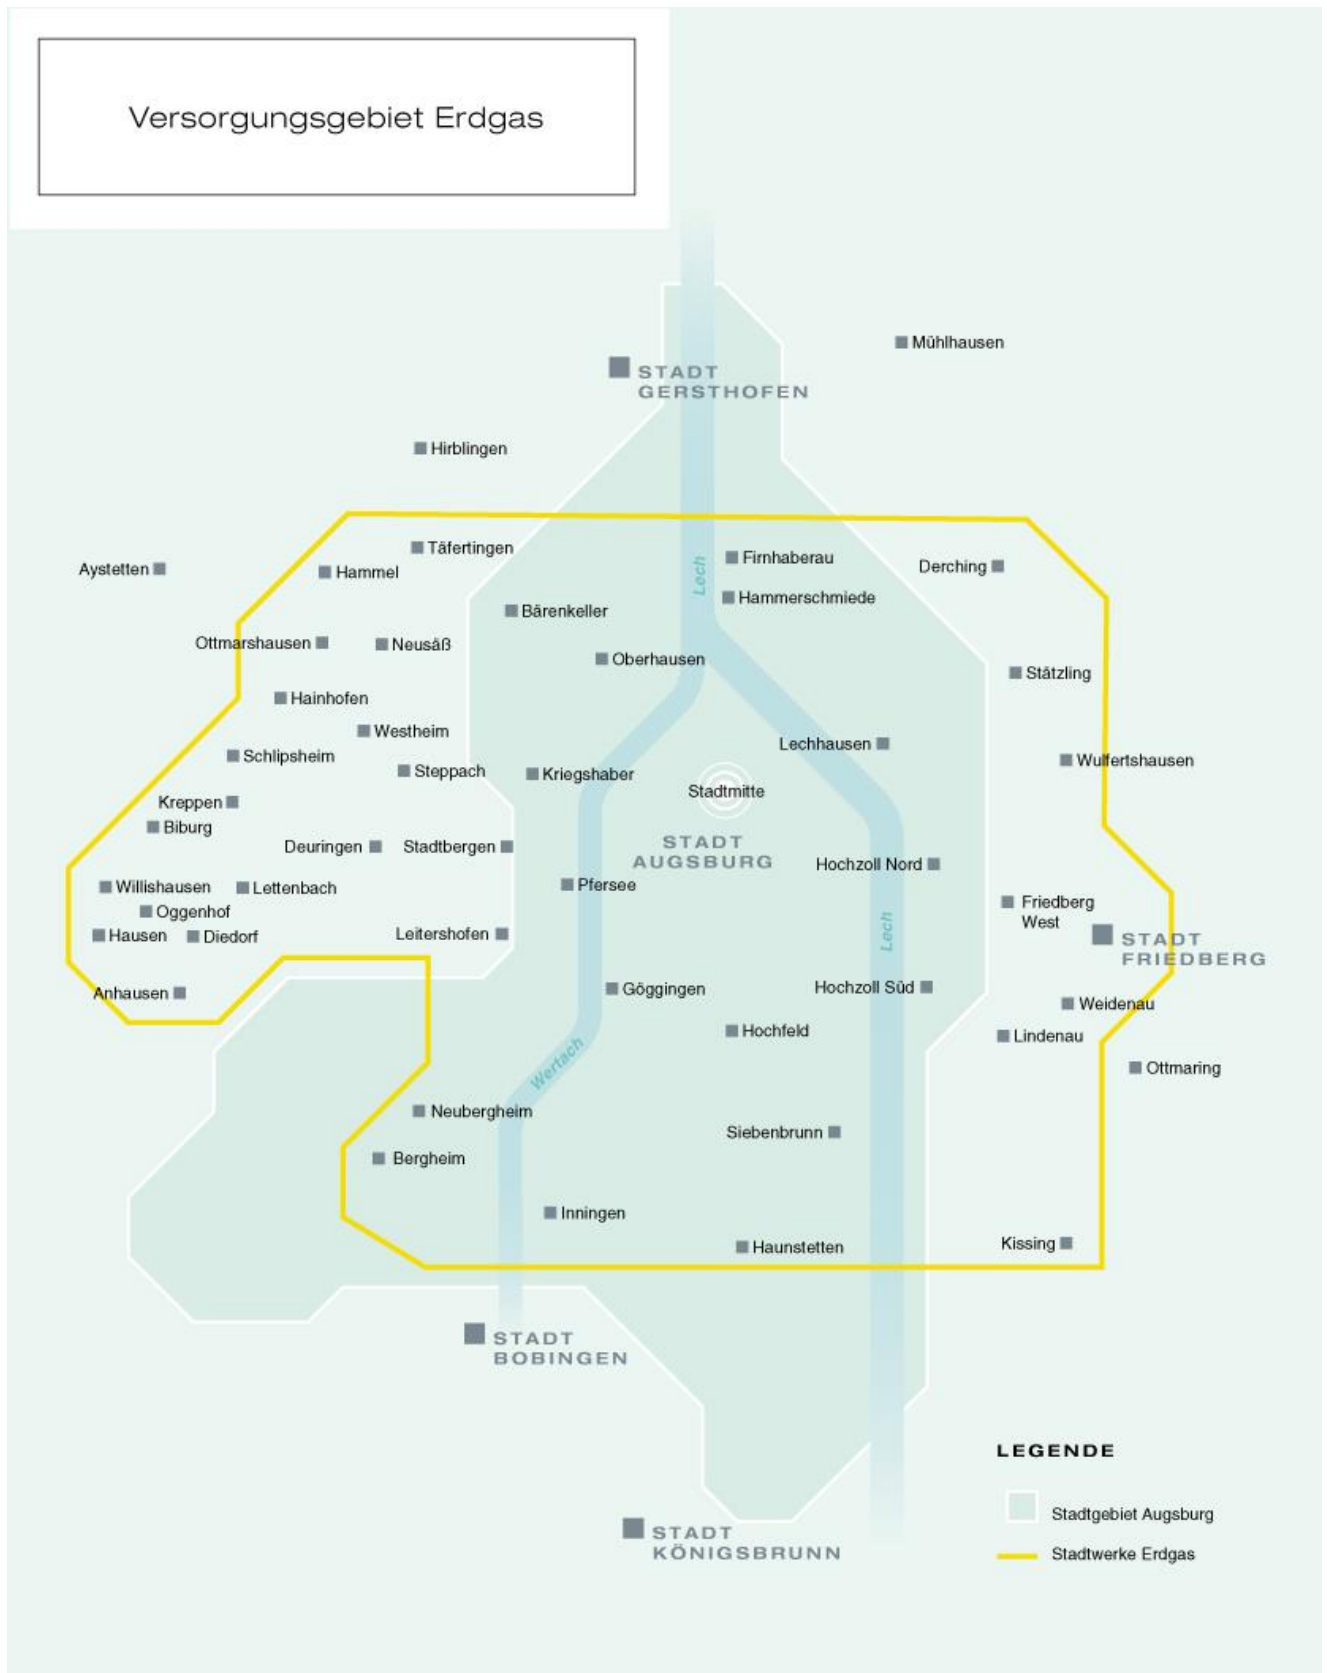 Versorgungsgebiet Erdgas
Mühlhausen
STADT
GERSTHOFEN
Hirblingen
Täfertingen
Aystetten
Hammel
Lech
Firnhaberau
Derching
Hammerschmiede
Bärenkeller
Ottmarshausen
Neusäß
Oberhausen
Stätzling
Hainhofen
Westheim
Lechhausen
Schlipsheim
Steppach
Kriegshaber
Wulfertshausen
Stadtmitte
Kreppen
Biburg
Deuringen
Stadtbergen
STADT
AUGSBURG
Hochzoll Nord
Willishausen
Lettenbach
Pfersee
Friedberg
West
Oggenhof
Hausen
Diedorf
Leitershofen
Lech
STADT
FRIEDBERG
Anhausen
Göggingen
Hochzoll Süd
Weidenau
Hochfeld
Lindenau
Wertach
Ottmaring
Neubergheim
Siebenbrunn
Bergheim
Inningen
Haunstetten
Kissing
STADT
BOBINGEN
LEGENDE
Stadtgebiet Augsburg
STADT
KÖNIGSBRUNN
Stadtwerke Erdgas